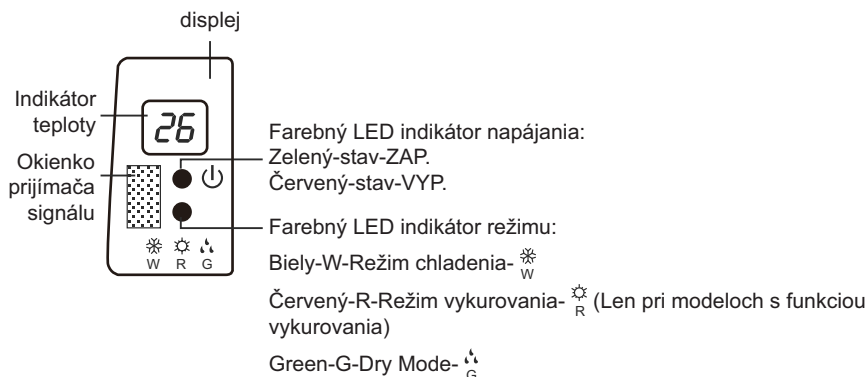 displej
Indikátor
teploty
26
Okienko
prijímača
signálu
W R G
Farebný LED indikátor napájania:
Zelený-stav-ZAP.
Červený-stav-VYP.
Farebný LED indikátor režimu:
Biely-W-Režim chladenia- W
Červený-R-Režim vykurovania- R (Len pri modeloch s funkciou
vykurovania)
Green-G-Dry Mode- G